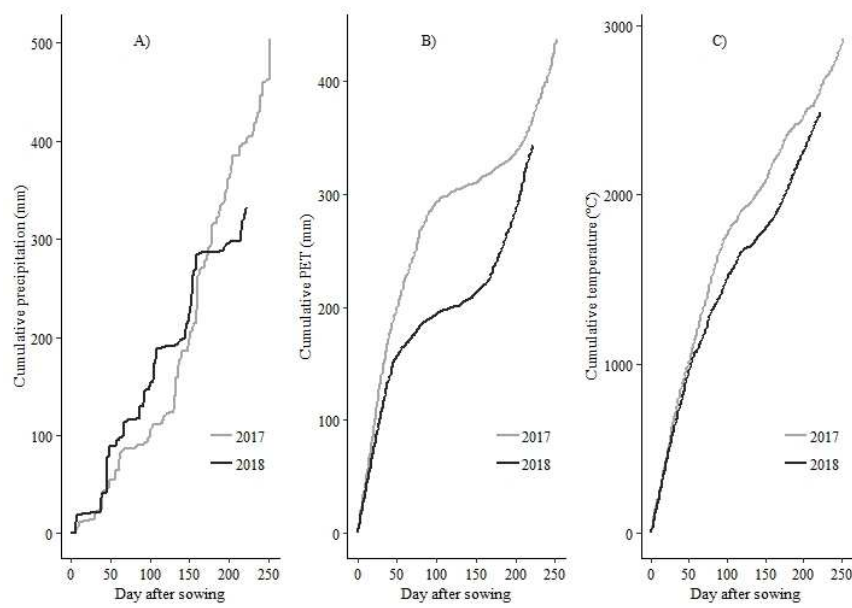 A)
Cumulative precipitation (mm)
500
400
300
200
100
0
2017
2018
0 50 100 150 200 250
Day after sowing
B)
Cumulative PET (mm)
400
300
200
100
0
2017
2018
0 50 100 150 200 250
Day after sowing
C)
Cumulative temperature (ºC)
3000
2000
1000
0
2017
2018
0 50 100 150 200 250
Day after sowing